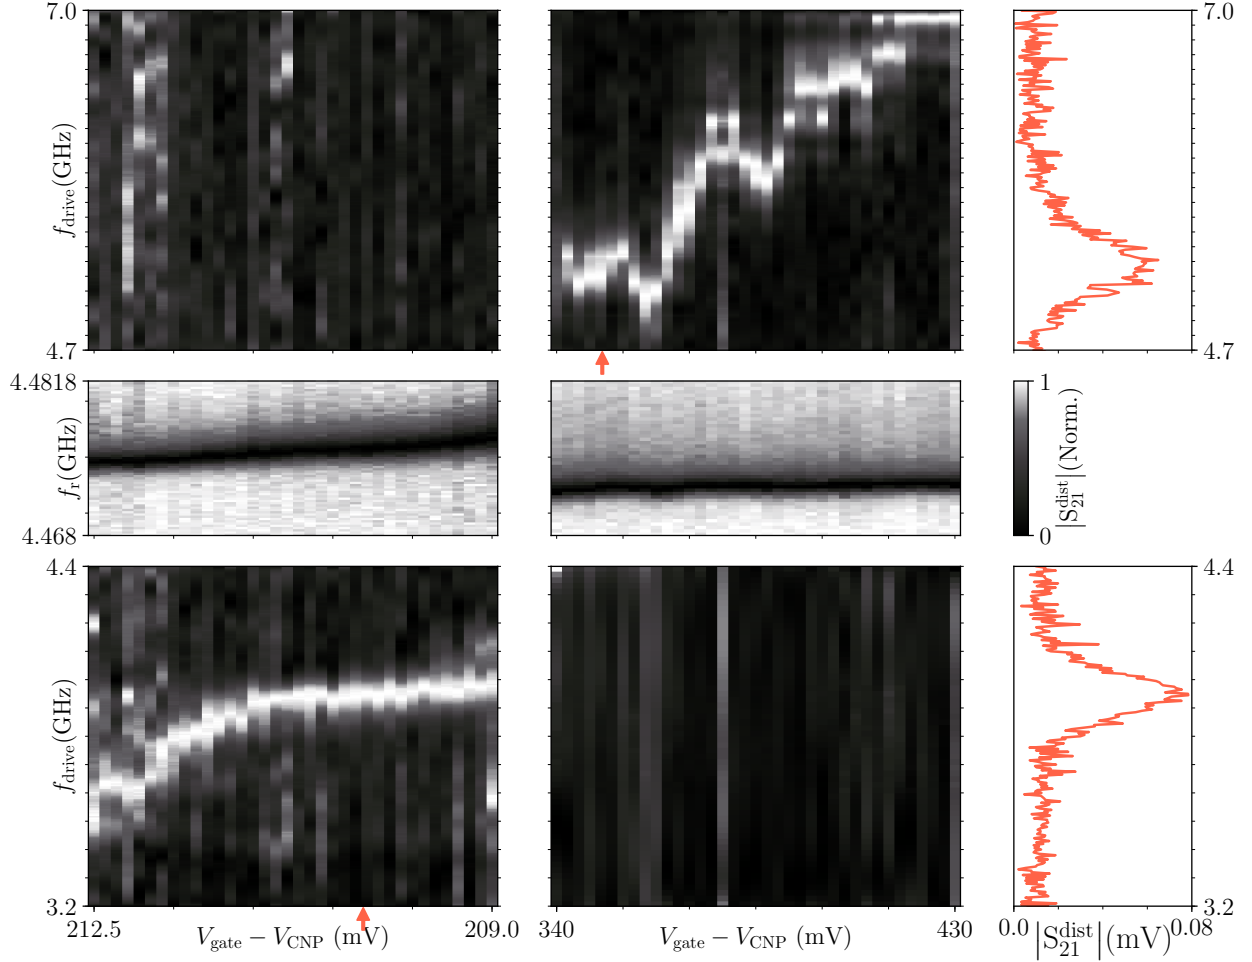 7.0
7.0
f_drive(GHz)
4.7
4.7
4.4818
f_r(GHz)
4.468
1
0
|S_21^dist|(Norm.)
4.4
4.4
f_drive(GHz)
3.2
3.2
212.5
209.0
340
430
0.0
0.08
V_gate − V_CNP (mV)
V_gate − V_CNP (mV)
|S_21^dist|(mV)